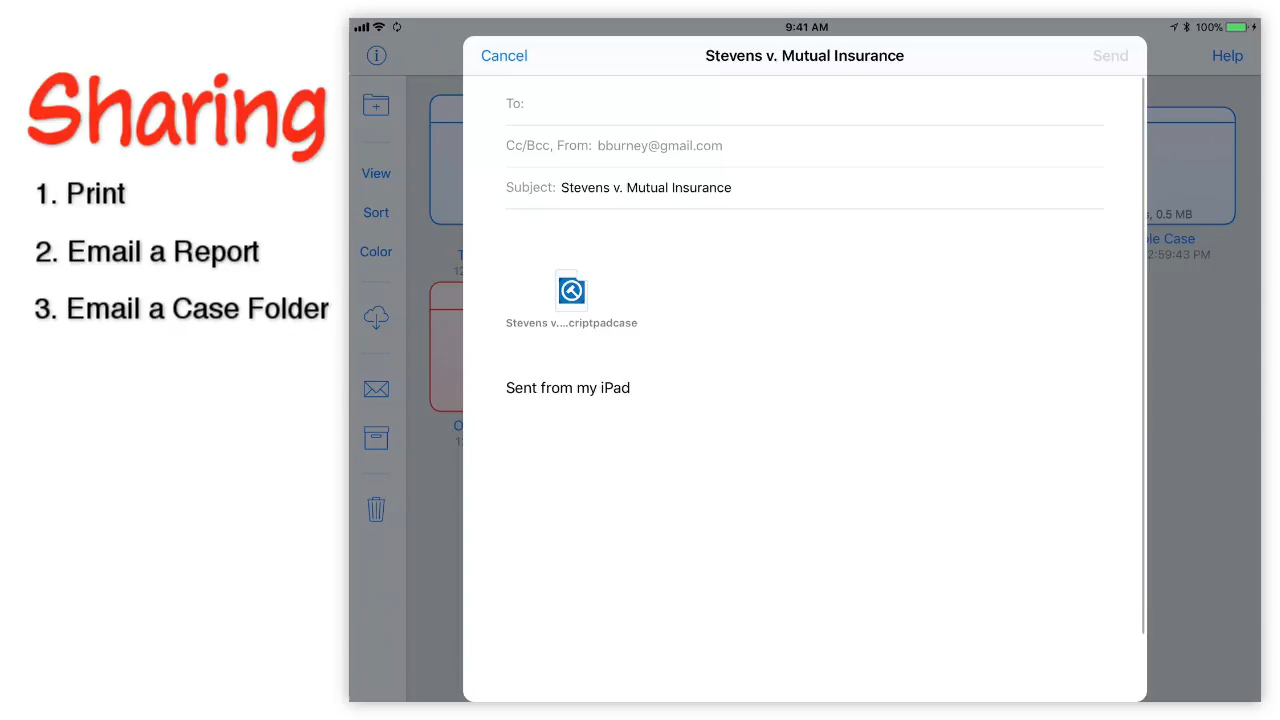 Sharing
1. Print
2. Email a Report
3. Email a Case Folder
9:41 AM
100%
Cancel
Stevens v. Mutual Insurance
Send
Help
To:
Cc/Bcc, From: bburney@gmail.com
Subject: Stevens v. Mutual Insurance
View
Sort
Color
Stevens v....criptpadcase
Sent from my iPad
, 0.5 MB
Case
2:59:43 PM